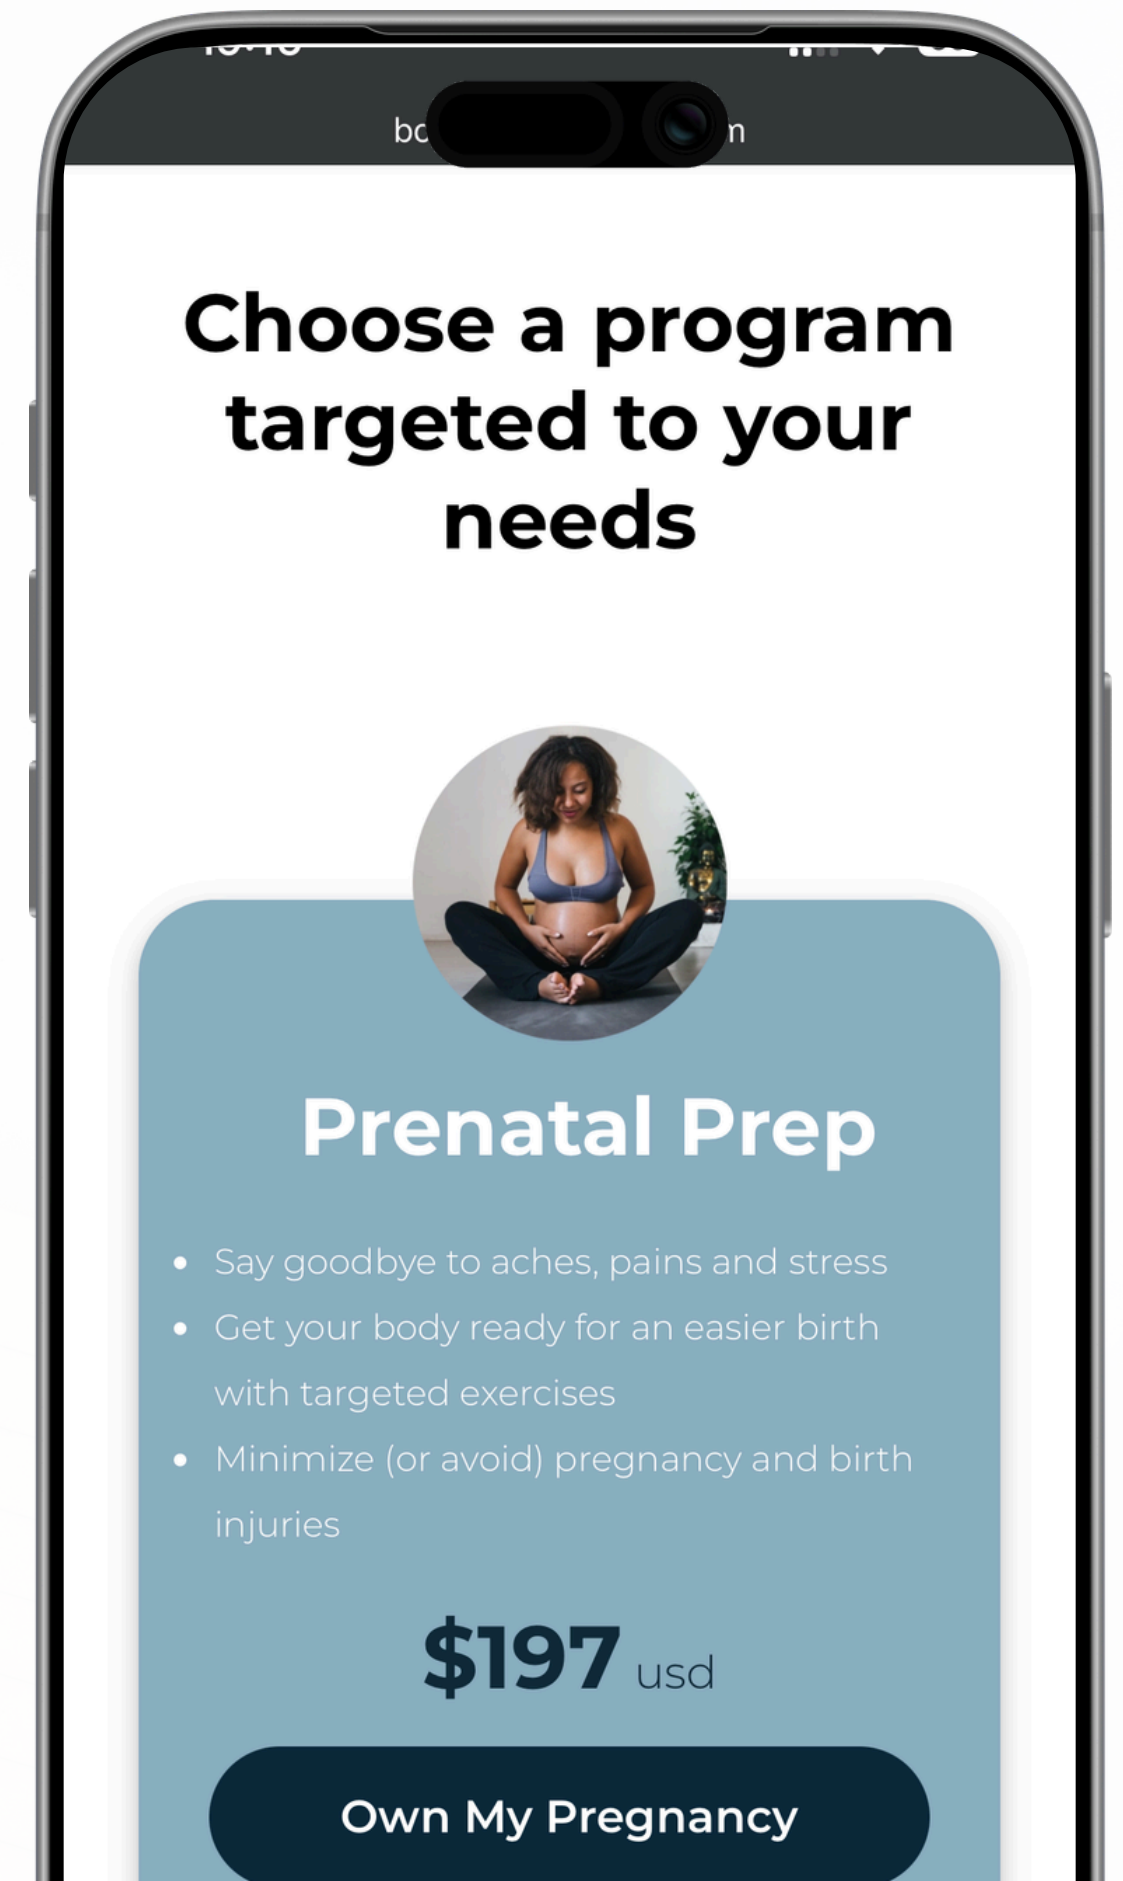 Choose a program
targeted to your
needs
Prenatal Prep
Say goodbye to aches, pains and stress
Get your body ready for an easier birth
with targeted exercises
Minimize (or avoid) pregnancy and birth
injuries
$197 usd
Own My Pregnancy